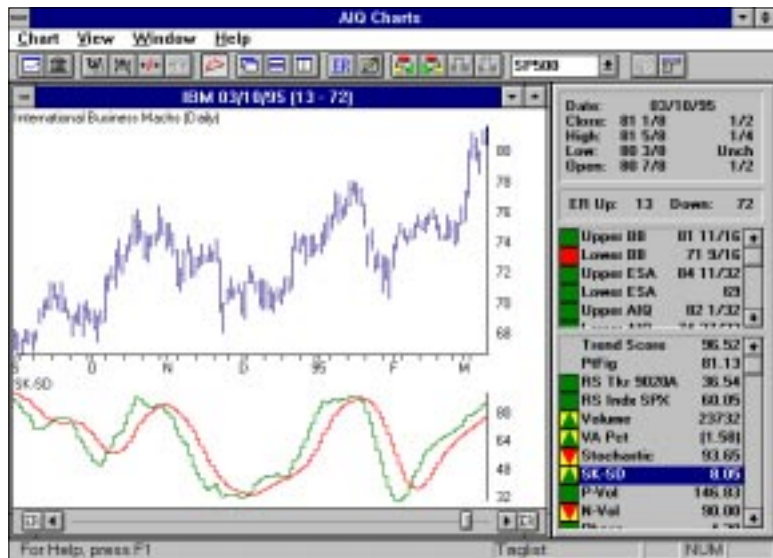 AIQ Charts
Chart View Window Help
ER SP500
IBM 03/10/95 (13 - 72)
International Business Machs (Daily)
80
78
76
74
72
70
68
S O N D 95 F M
SK-SD
80
64
48
32
Date: 03/10/95
Close: 81 1/8 1/2
High: 81 5/8 1/4
Low: 80 3/8 Unch
Open: 80 7/8 1/2
ER Up: 13 Down: 72
Upper BB 81 11/16
Lower BB 71 9/16
Upper ESA 84 11/32
Lower ESA 69
Upper AIQ 82 1/32
Trend Score 96.52
PtFig 81.13
RS Tkr 9020A 36.54
RS Indx SPX 60.05
Volume 23732
VA Pct (1.58)
Stochastic 93.65
SK-SD 8.05
P-Vol 146.83
N-Vol 90.00
For Help, press F1
Taglist
NUM